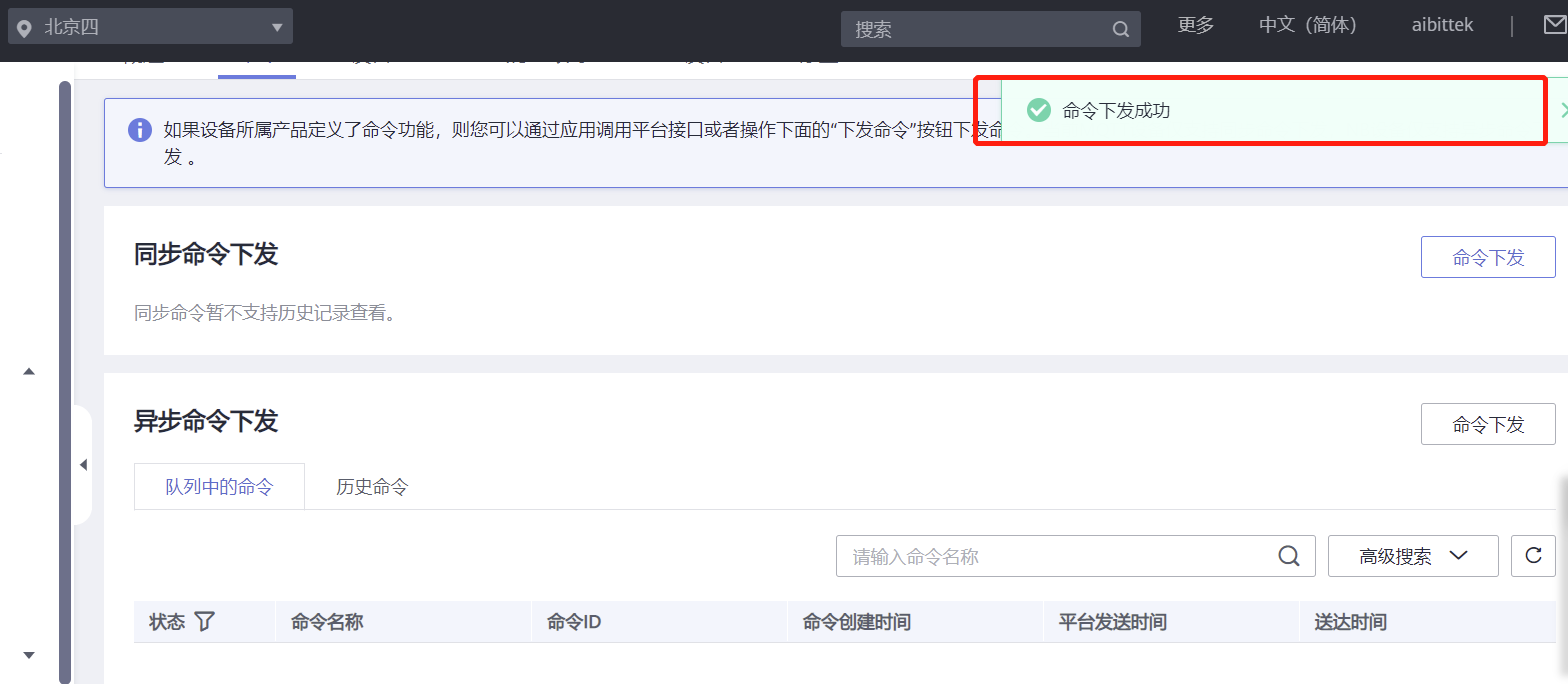 北京四
搜索
更多
中文（简体）
aibittek
命令下发成功
如果设备所属产品定义了命令功能，则您可以通过应用调用平台接口或者操作下面的“下发命令”按钮下发命
发 。
同步命令下发
命令下发
同步命令暂不支持历史记录查看。
异步命令下发
命令下发
队列中的命令
历史命令
请输入命令名称
高级搜索
状态
命令名称
命令ID
命令创建时间
平台发送时间
送达时间